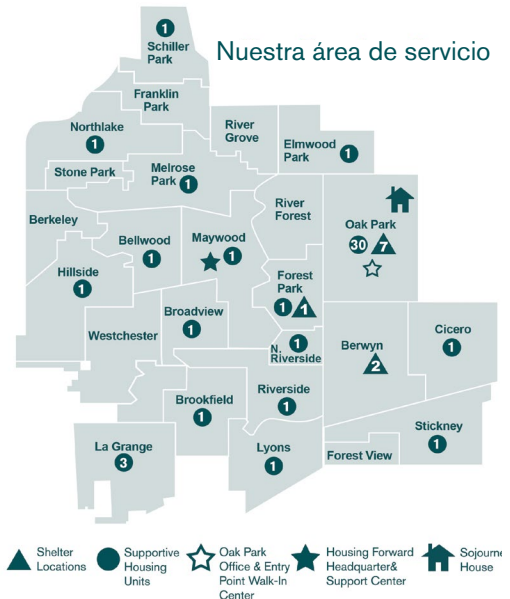 Nuestra área de servicio
1
Schiller
Park
Franklin
Park
Northlake
1
River
Grove
Elmwood
Park 1
Stone Park
Melrose
Park 1
Berkeley
River
Forest
Oak Park
30 7
Bellwood
1
Maywood
1
Hillside
1
Forest
Park
1 1
Broadview
1
Westchester
N.
Riverside
1
Berwyn
2
Cicero
1
Brookfield
1
Riverside
1
Stickney
1
La Grange
3
Lyons
1
Forest View
Shelter
Locations
Supportive
Housing
Units
Oak Park
Office & Entry
Point Walk-In
Center
Housing Forward
Headquarter&
Support Center
Sojourne
House